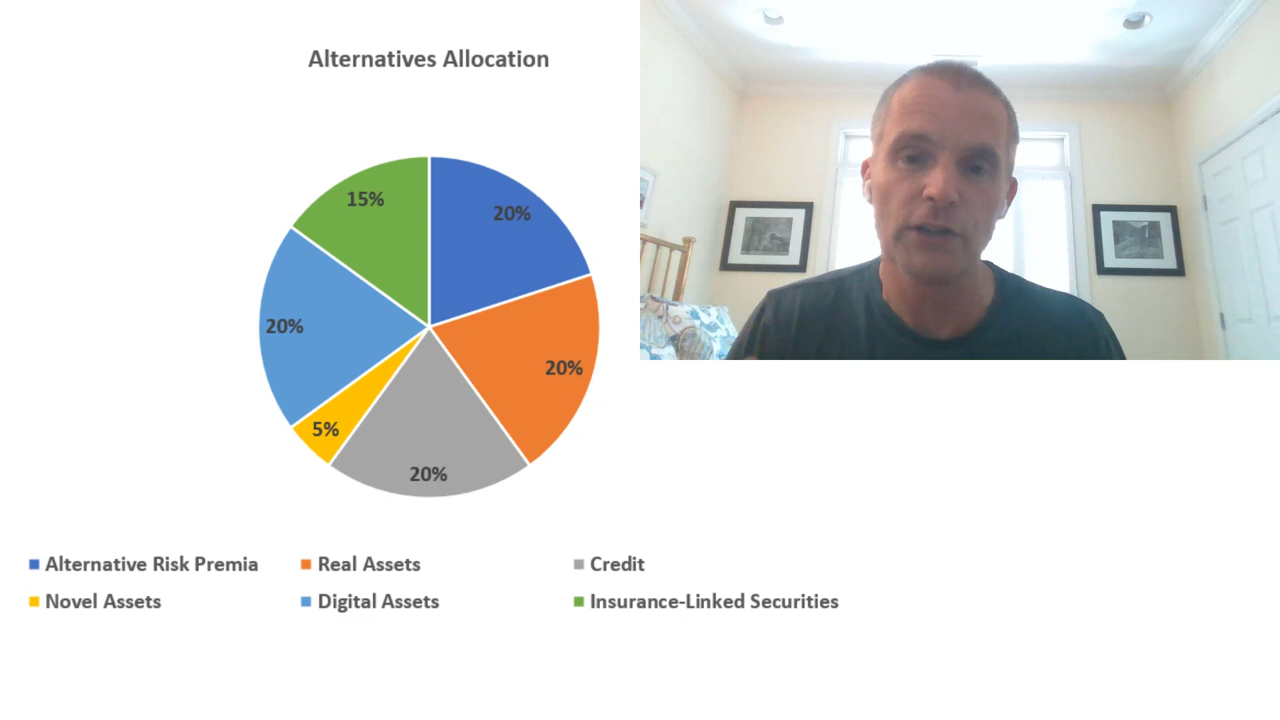 Alternatives Allocation
15%
20%
20%
20%
5%
20%
Alternative Risk Premia
Real Assets
Credit
Novel Assets
Digital Assets
Insurance-Linked Securities